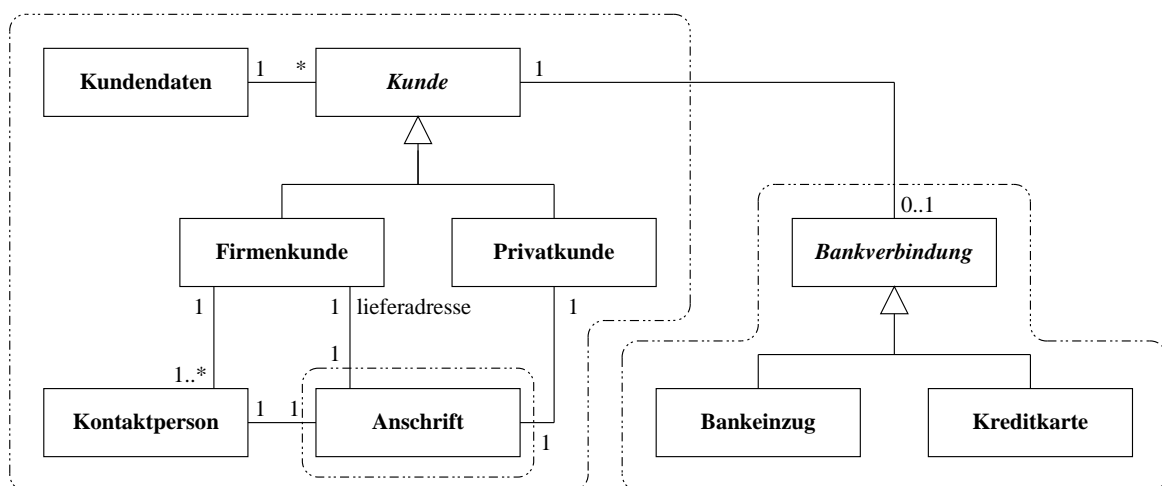 Kundendaten 1 * Kunde 1
0..1
Firmenkunde Privatkunde Bankverbindung
1 1 lieferadresse 1
1
1..*
Kontaktperson 1 1 Anschrift 1 Bankeinzug Kreditkarte